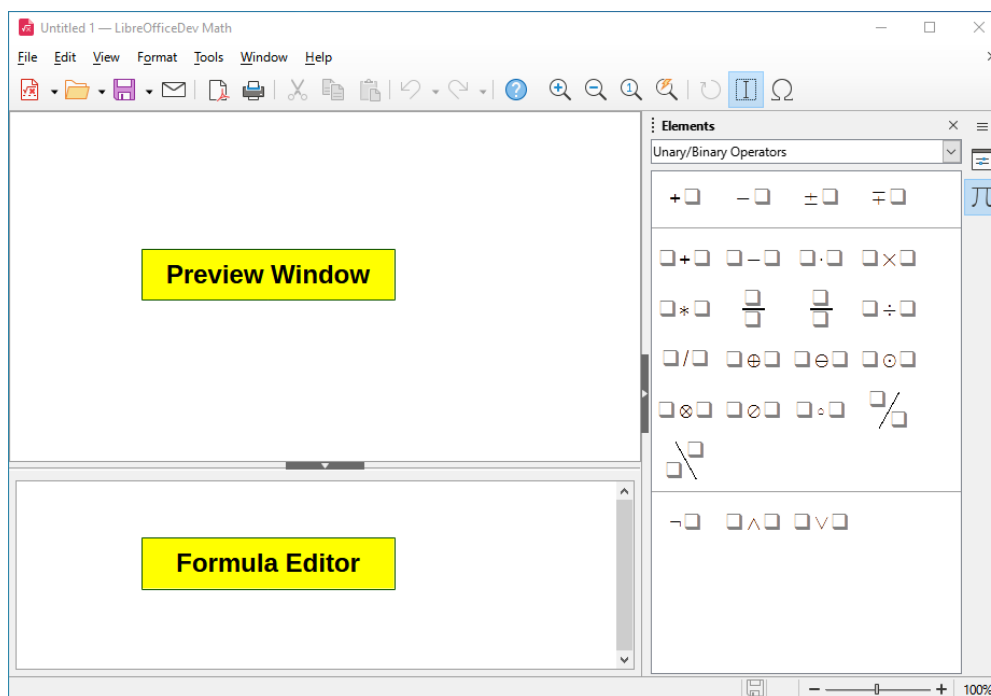 Untitled 1 — LibreOfficeDev Math
File Edit View Format Tools Window Help
Elements
Unary/Binary Operators
+□ −□ ±□ ∓□
□+□ □−□ □·□ □×□
Preview Window
□∗□ □/□ □/□ □÷□
□/□ □⊕□ □⊖□ □⊙□
□⊗□ □⊘□ □∘□ □/□
□\□
¬□ □∧□ □∨□
Formula Editor
100%